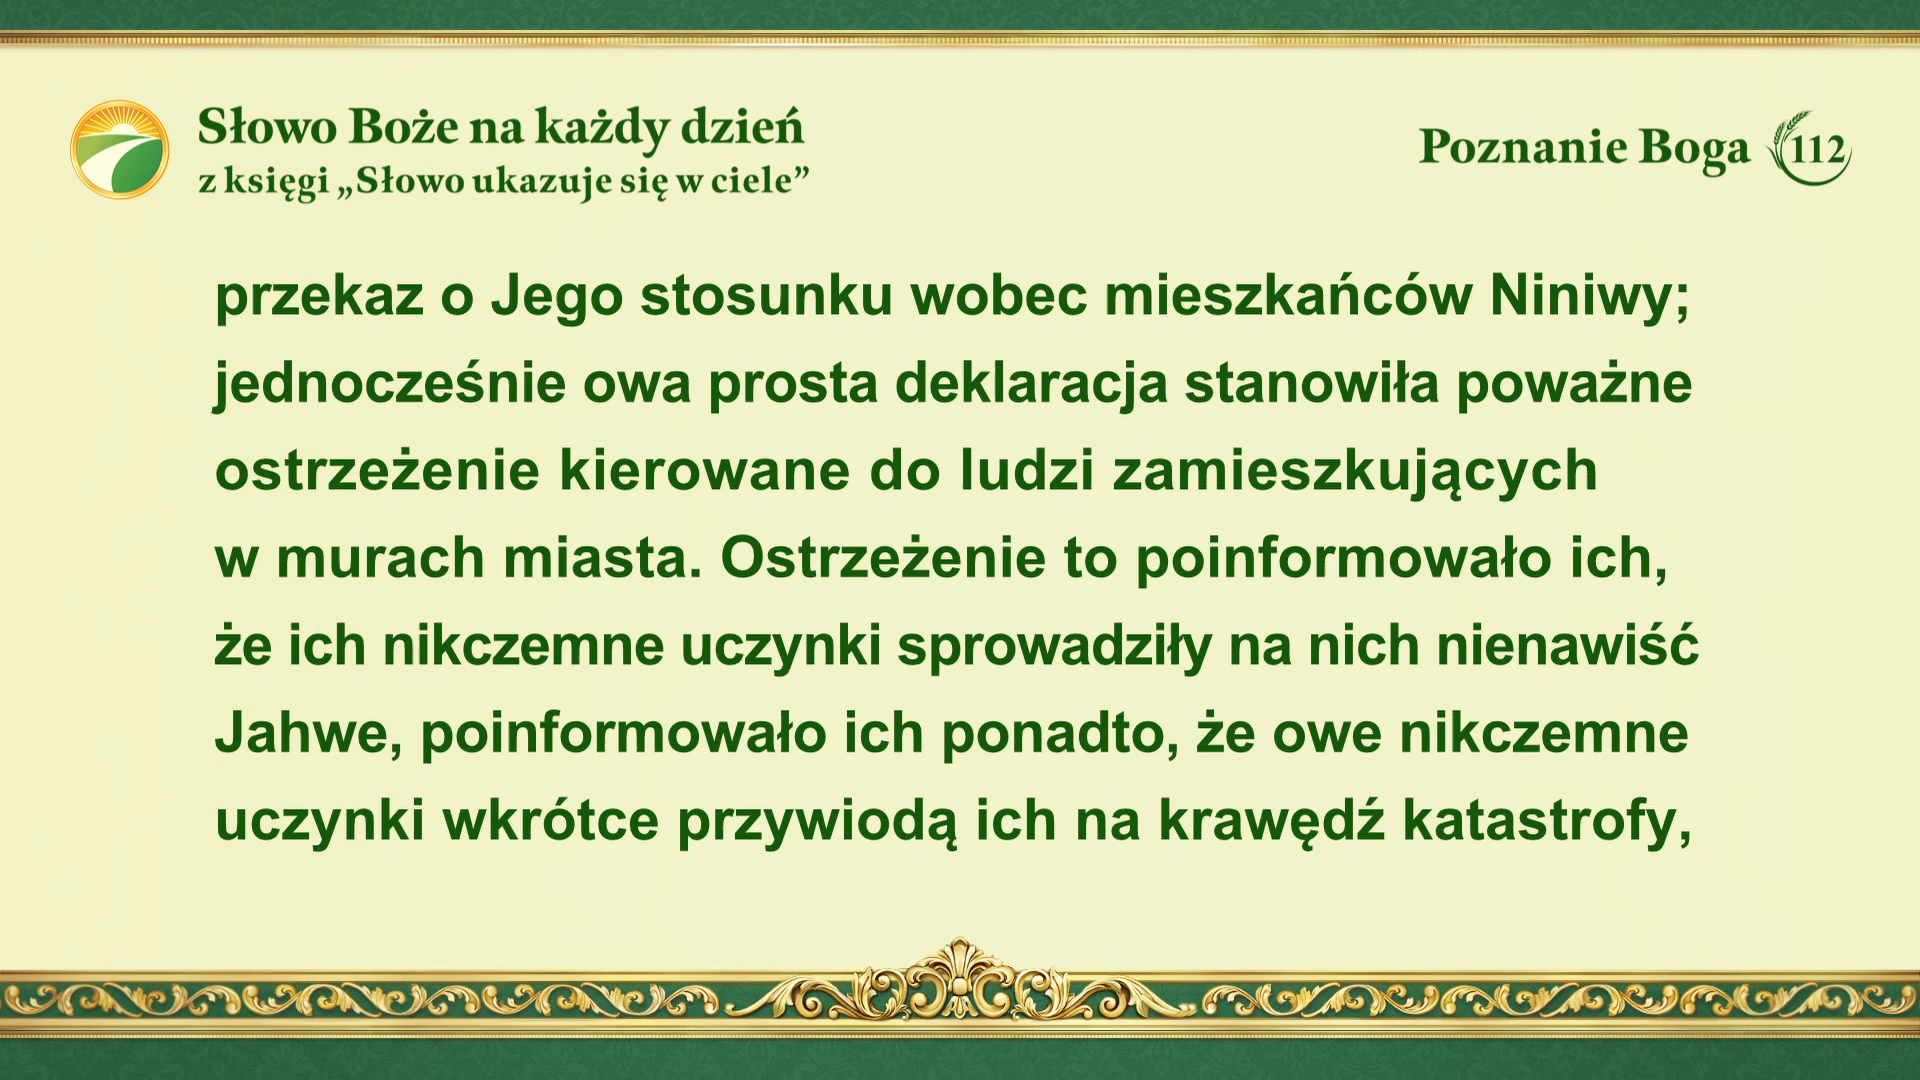 Słowo Boże na każdy dzień
z księgi „Słowo ukazuje się w ciele”
Poznanie Boga 112
przekaz o Jego stosunku wobec mieszkańców Niniwy;
jednocześnie owa prosta deklaracja stanowiła poważne
ostrzeżenie kierowane do ludzi zamieszkujących
w murach miasta. Ostrzeżenie to poinformowało ich,
że ich nikczemne uczynki sprowadziły na nich nienawiść
Jahwe, poinformowało ich ponadto, że owe nikczemne
uczynki wkrótce przywiodą ich na krawędź katastrofy,